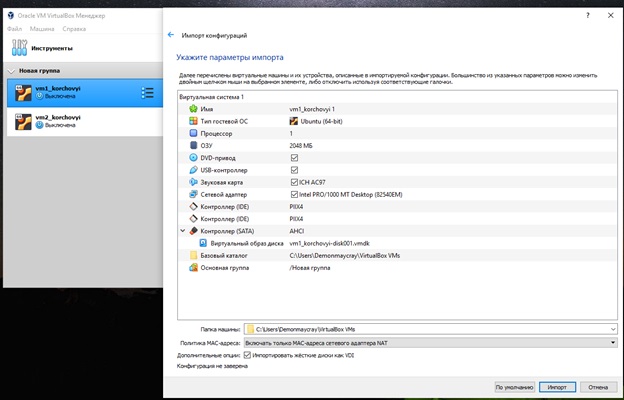 Oracle VM VirtualBox Менеджер
Файл Машина Справка
Инструменты
Новая группа
vm1_korchovyi
Выключена
vm2_korchovyi
Выключена
? ×
Импорт конфигураций
Укажите параметры импорта
Далее перечислены виртуальные машины и их устройства, описанные в импортируемой конфигурации. Большинство из указанных параметров можно изменить
двойным щелчком мыши на выбранном элементе, либо отключить используя соответствующие галочки.
Виртуальная система 1
Имя vm1_korchovyi 1
Тип гостевой ОС Ubuntu (64-bit)
Процессор 1
ОЗУ 2048 МБ
DVD-привод
USB-контроллер
Звуковая карта ICH AC97
Сетевой адаптер Intel PRO/1000 MT Desktop (82540EM)
Контроллер (IDE) PIIX4
Контроллер (IDE) PIIX4
Контроллер (SATA) AHCI
Виртуальный образ диска vm1_korchovyi-disk001.vmdk
Базовый каталог C:\Users\Demonmaycray\VirtualBox VMs
Основная группа /Новая группа
Папка машины: C:\Users\Demonmaycray\VirtualBox VMs
Политика MAC-адреса: Включать только MAC-адреса сетевого адаптера NAT
Дополнительные опции: Импортировать жёсткие диски как VDI
Конфигурация не заверена
По умолчанию Импорт Отмена